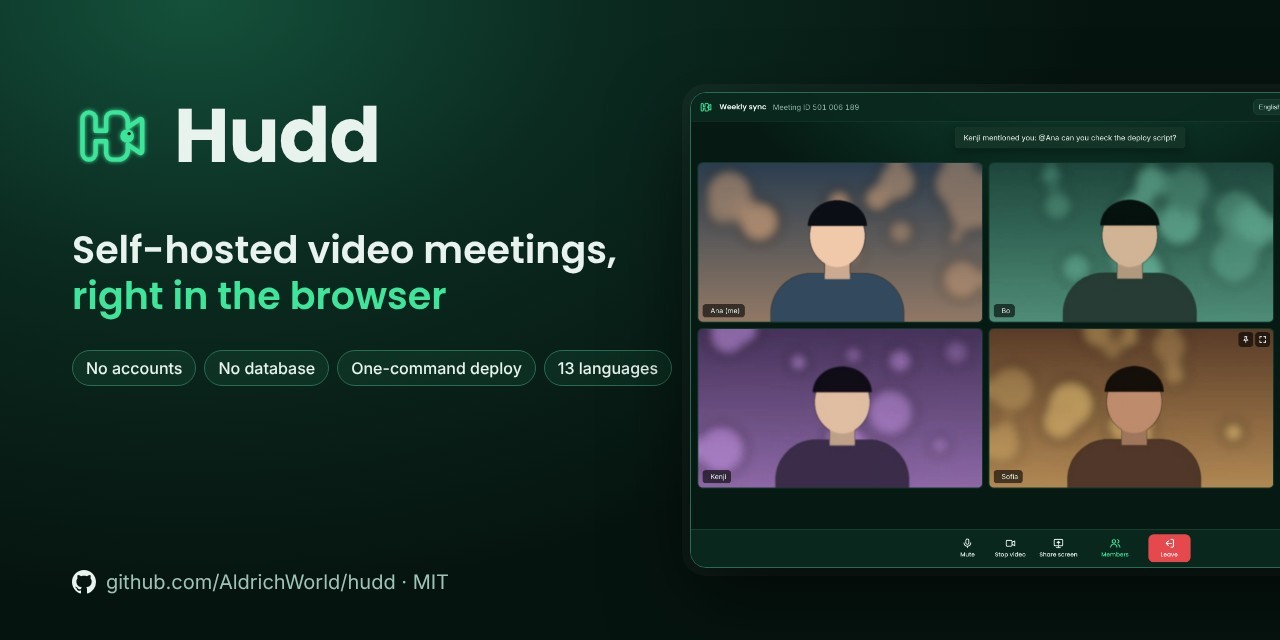 Hudd
Self-hosted video meetings,
right in the browser
No accounts
No database
One-command deploy
13 languages
github.com/AldrichWorld/hudd · MIT
Weekly sync
Meeting ID 501 006 189
English
Kenji mentioned you: @Ana can you check the deploy script?
Ana (me)
Bo
Kenji
Sofia
Mute
Stop video
Share screen
Members
Leave